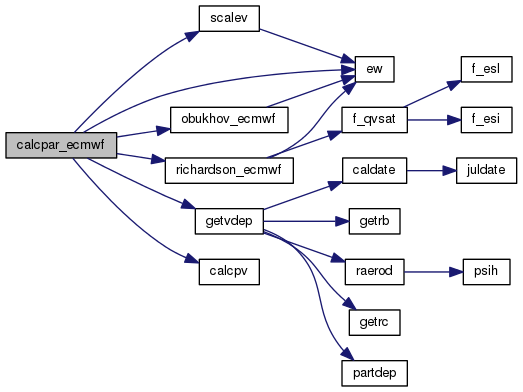 scalev
ew
f_esl
obukhov_ecmwf
f_qvsat
f_esi
calcpar_ecmwf
richardson_ecmwf
caldate
juldate
getvdep
getrb
calcpv
raerod
psih
getrc
partdep